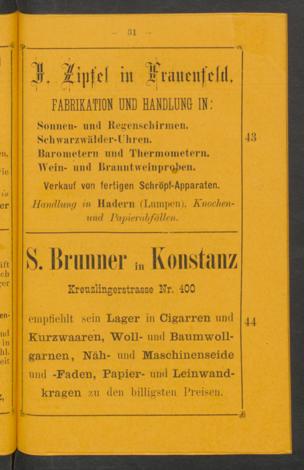 — 31 —
J. Zipfel in Frauenfeld.
FABRIKATION UND HANDLUNG IN:
Sonnen- und Regenschirmen.
Schwarzwälder-Uhren.
Barometern und Thermometern.
Wein- und Branntweinproben.
Verkauf von fertigen Schröpf-Apparaten.
Handlung in Hadern (Lumpen), Knochen-
und Papierabfällen.
43
S. Brunner in Konstanz
Kreuzlingerstrasse Nr. 400
empfiehlt sein Lager in Cigarren und
Kurzwaaren, Woll- und Baumwoll-
garnen, Näh- und Maschinenseide
und -Faden, Papier- und Leinwand-
kragen zu den billigsten Preisen.
44